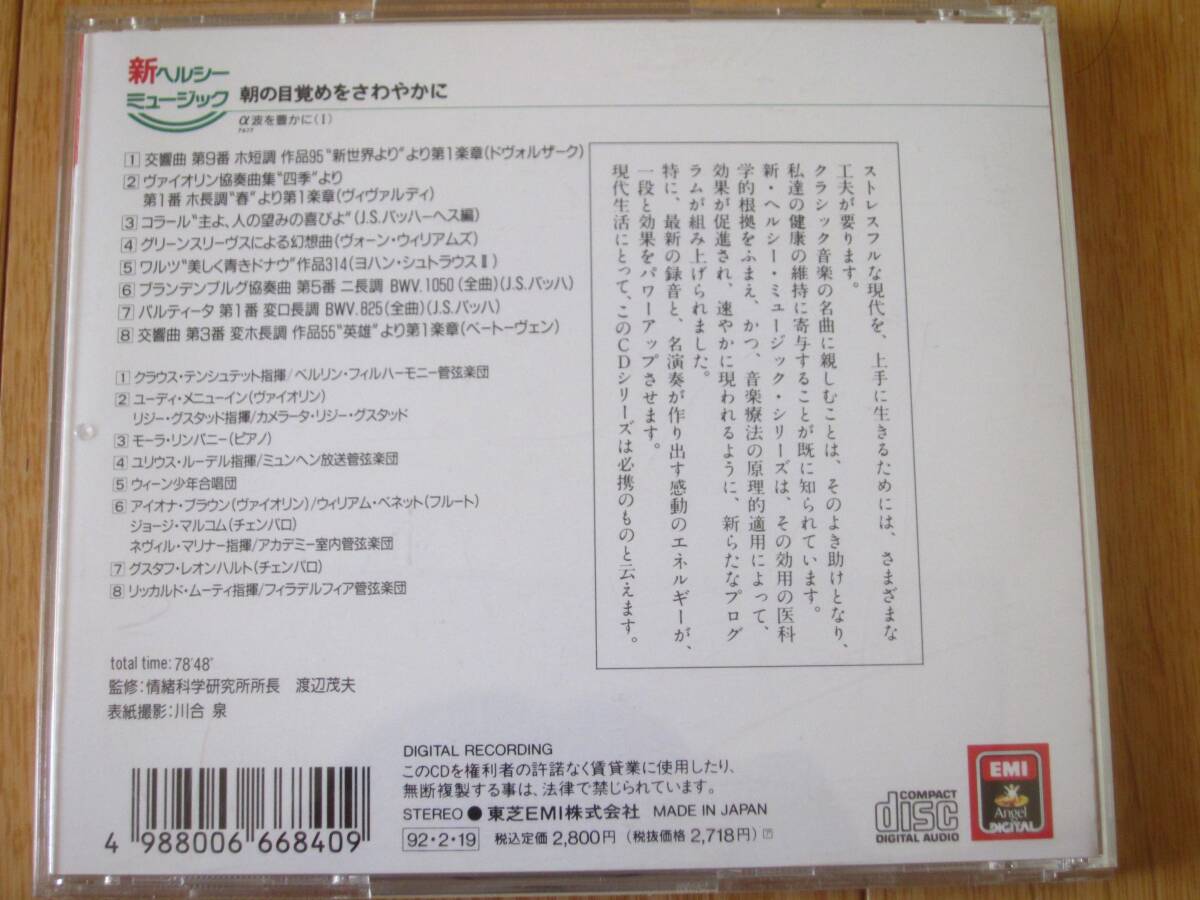 新ヘルシー
ミュージック
朝の目覚めをさわやかに
α波を豊かに(I)
アルファ
1 交響曲 第9番 ホ短調 作品95"新世界より"より第1楽章(ドヴォルザーク)
2 ヴァイオリン協奏曲集"四季"より
第1番 ホ長調"春"より第1楽章(ヴィヴァルディ)
3 コラール"主よ、人の望みの喜びよ"(J.S.バッハーヘス編)
4 グリーンスリーヴスによる幻想曲(ヴォーン・ウィリアムズ)
5 ワルツ"美しく青きドナウ"作品314(ヨハン・シュトラウスⅡ)
6 ブランデンブルグ協奏曲 第5番 ニ長調 BWV.1050(全曲)(J.S.バッハ)
7 パルティータ 第1番 変ロ長調 BWV.825(全曲)(J.S.バッハ)
8 交響曲 第3番 変ホ長調 作品55"英雄"より第1楽章(ベートーヴェン)
1 クラウス・テンシュテット指揮/ベルリン・フィルハーモニー管弦楽団
2 ユーディ・メニューイン(ヴァイオリン)
リジー・グスタッド指揮/カメラータ・リジー・グスタッド
3 モーラ・リンパニー(ピアノ)
4 ユリウス・ルーデル指揮/ミュンヘン放送管弦楽団
5 ウィーン少年合唱団
6 アイオナ・ブラウン(ヴァイオリン)/ウィリアム・ベネット(フルート)
ジョージ・マルコム(チェンバロ)
ネヴィル・マリナー指揮/アカデミー室内管弦楽団
7 グスタフ・レオンハルト(チェンバロ)
8 リッカルド・ムーティ指揮/フィラデルフィア管弦楽団
ストレスフルな現代を、上手に生きるためには、さまざまな
工夫が要ります。
クラシック音楽の名曲に親しむことは、そのよき助けとなり、
私達の健康の維持に寄与することが既に知られています。
新・ヘルシー・ミュージック・シリーズは、その効用の医科
学的根拠をふまえ、かつ、音楽療法の原理的適用によって、
効果が促進され、速やかに現われるように、新らたなプログ
ラムが組み上げられました。
特に、最新の録音と、名演奏が作り出す感動のエネルギーが、
一段と効果をパワーアップさせます。
現代生活にとって、このCDシリーズは必携のものと云えます。
total time: 78'48"
監修:情緒科学研究所所長 渡辺茂夫
表紙撮影:川合 泉
4 988006 668409
DIGITAL RECORDING
このCDを権利者の許諾なく賃貸業に使用したり、
無断複製する事は、法律で禁じられています。
STEREO ● 東芝EMI株式会社 MADE IN JAPAN
92・2・19 税込定価 2,800円(税抜価格 2,718円)
COMPACT
disc
DIGITAL AUDIO
EMI
Angel
DIGITAL